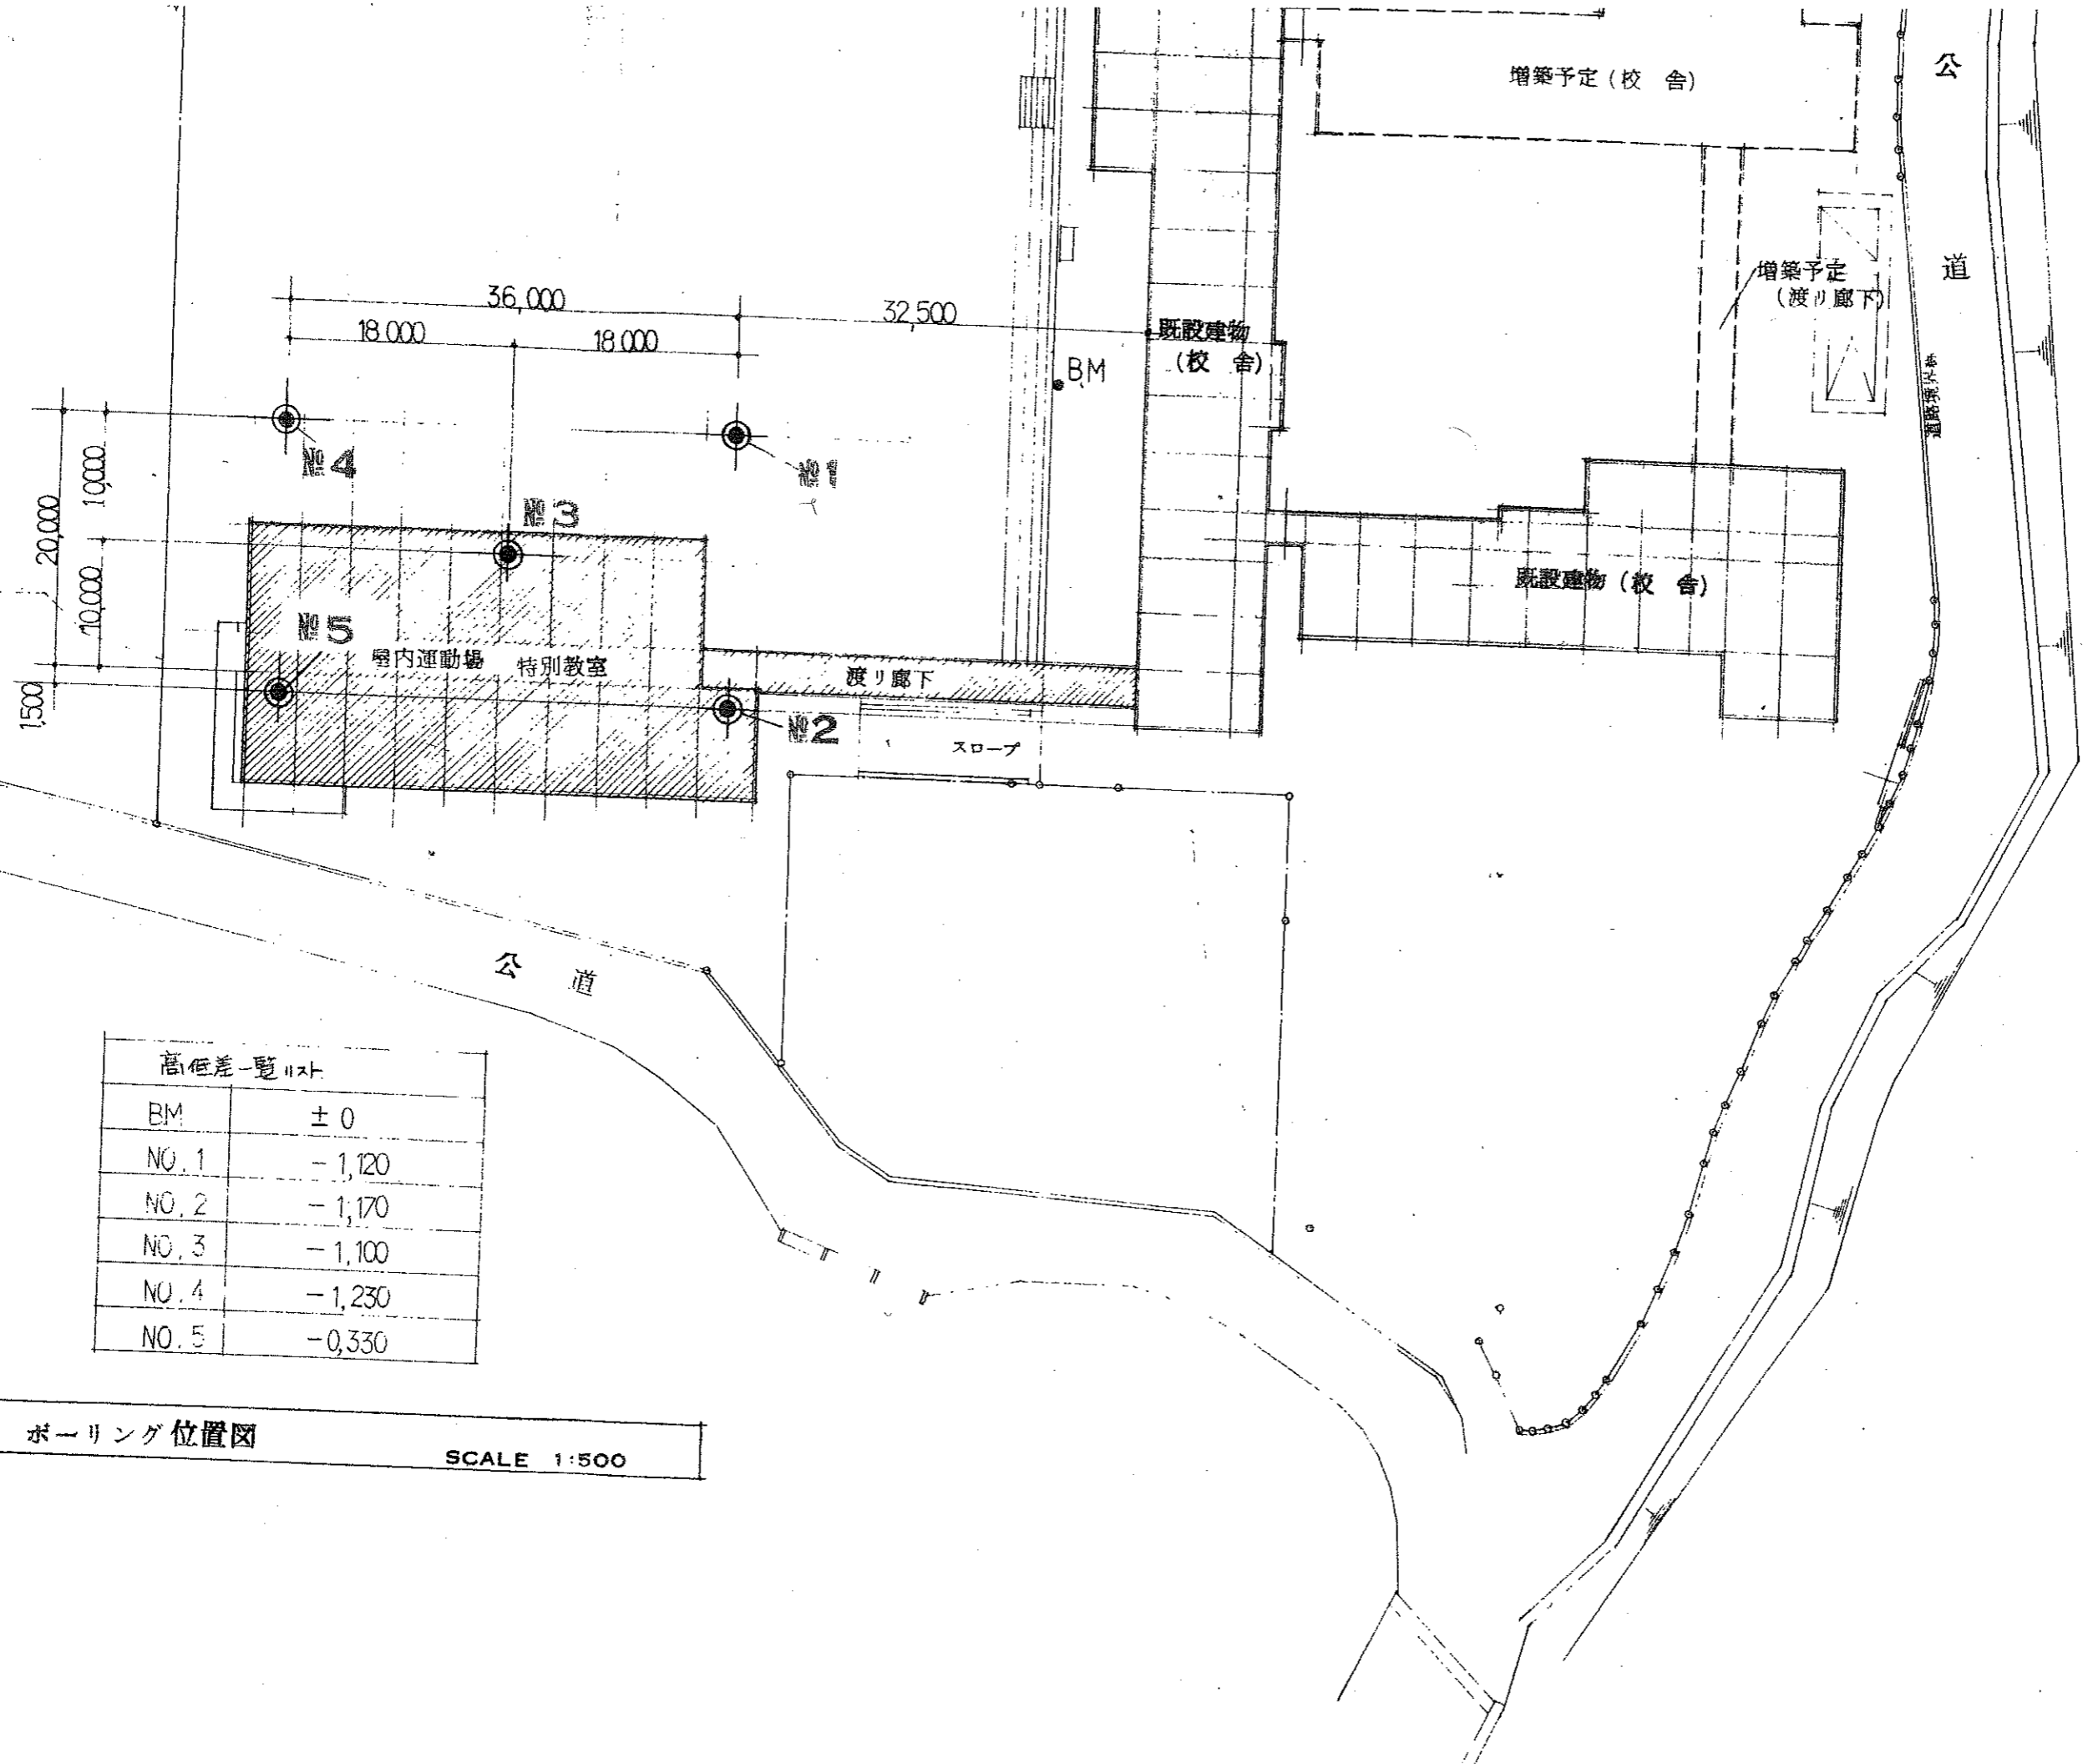 増築予定(校 舎)
公
道
増築予定
(渡り廊下)
36,000
32,500
18,000
18,000
既設建物
(校 舎)
B,M
№4
№1
10,000
20,000
№3
10,000
既設建物(校 舎)
№5
屋内運動場 特別教室
渡り廊下
1,500
№2
スロープ
公 道
高低差一覧リスト
BM ±0
NO.1 -1,120
NO.2 -1,170
NO.3 -1,100
NO.4 -1,230
NO.5 -0,330
ボーリング位置図
SCALE 1:500